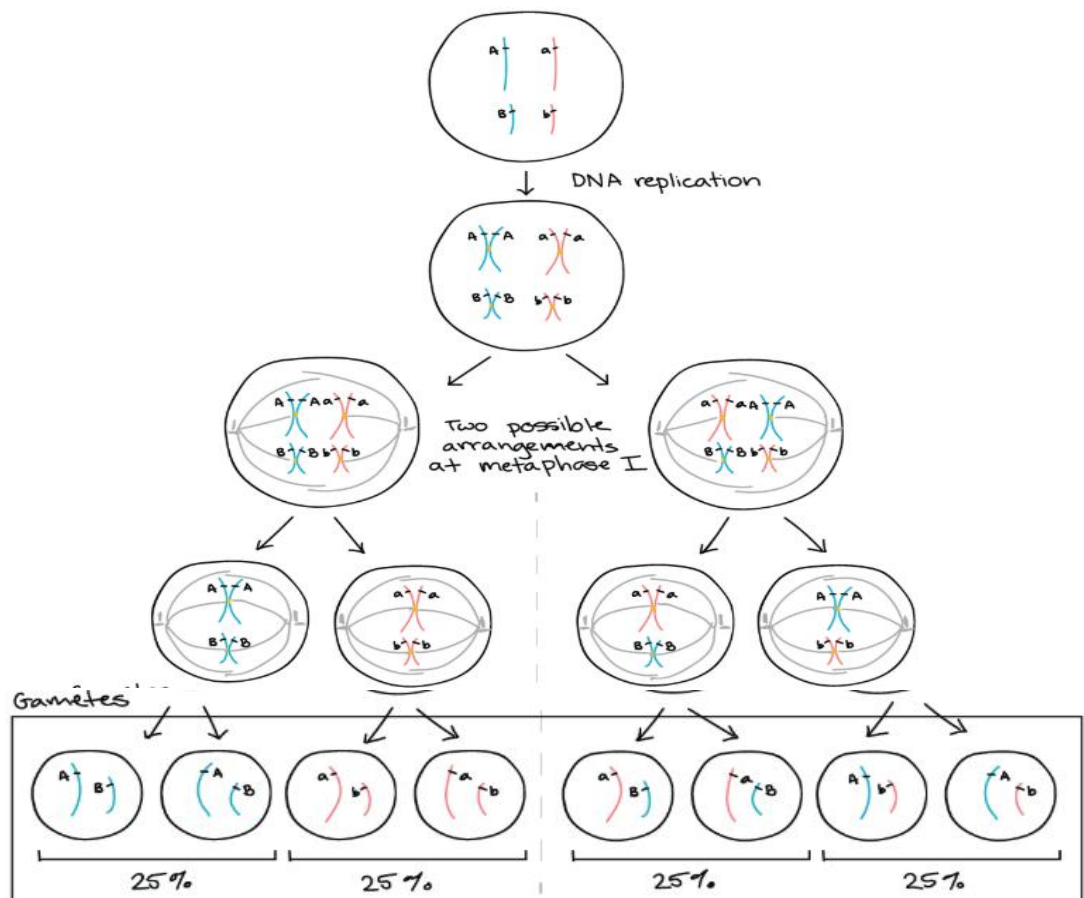 A a
B b
DNA replication
A A a a
B B b b
A A a a
B B b b
Two possible
arrangements
at metaphase I
a a A A
B B b b
A A
B B
a a
b b
a a
B B
A A
b b
Gametes
A B
A B
a b
a b
a B
a B
A b
A b
25% 25% 25% 25%